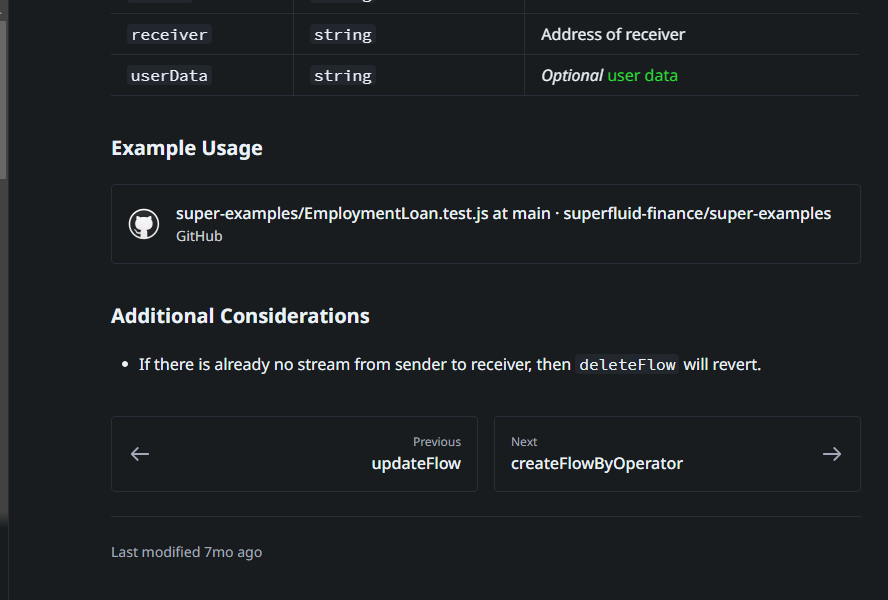 receiver string Address of receiver
userData string Optional user data
Example Usage
super-examples/EmploymentLoan.test.js at main · superfluid-finance/super-examples
GitHub
Additional Considerations
• If there is already no stream from sender to receiver, then deleteFlow will revert.
Previous
updateFlow
Next
createFlowByOperator
Last modified 7mo ago